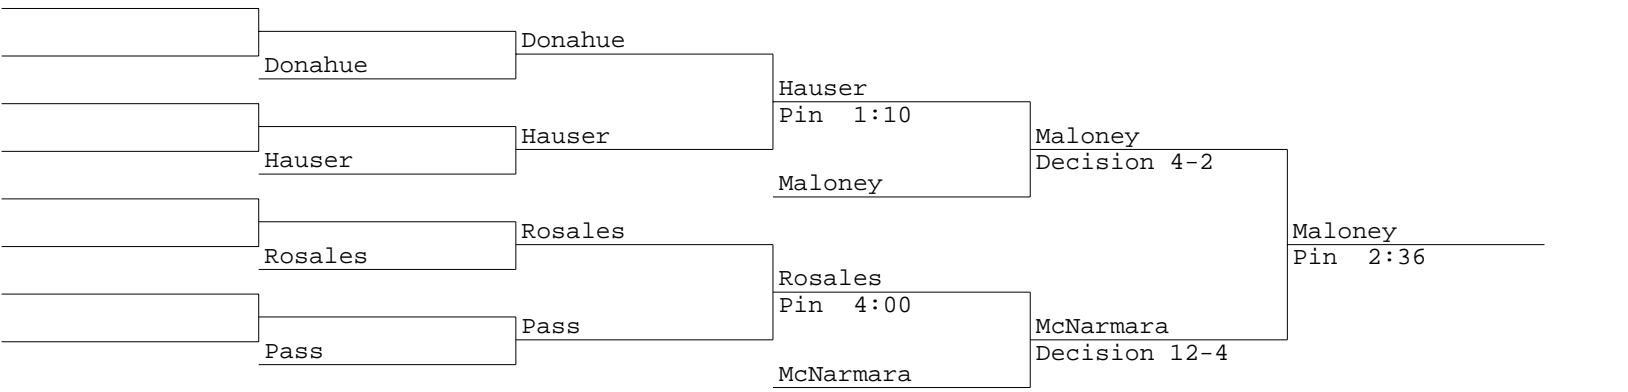 Donahue
Donahue
Hauser
Pin 1:10
Hauser
Maloney
Hauser
Decision 4-2
Maloney
Rosales
Maloney
Rosales
Pin 2:36
Rosales
Pin 4:00
Pass
McNarmara
Pass
Decision 12-4
McNarmara